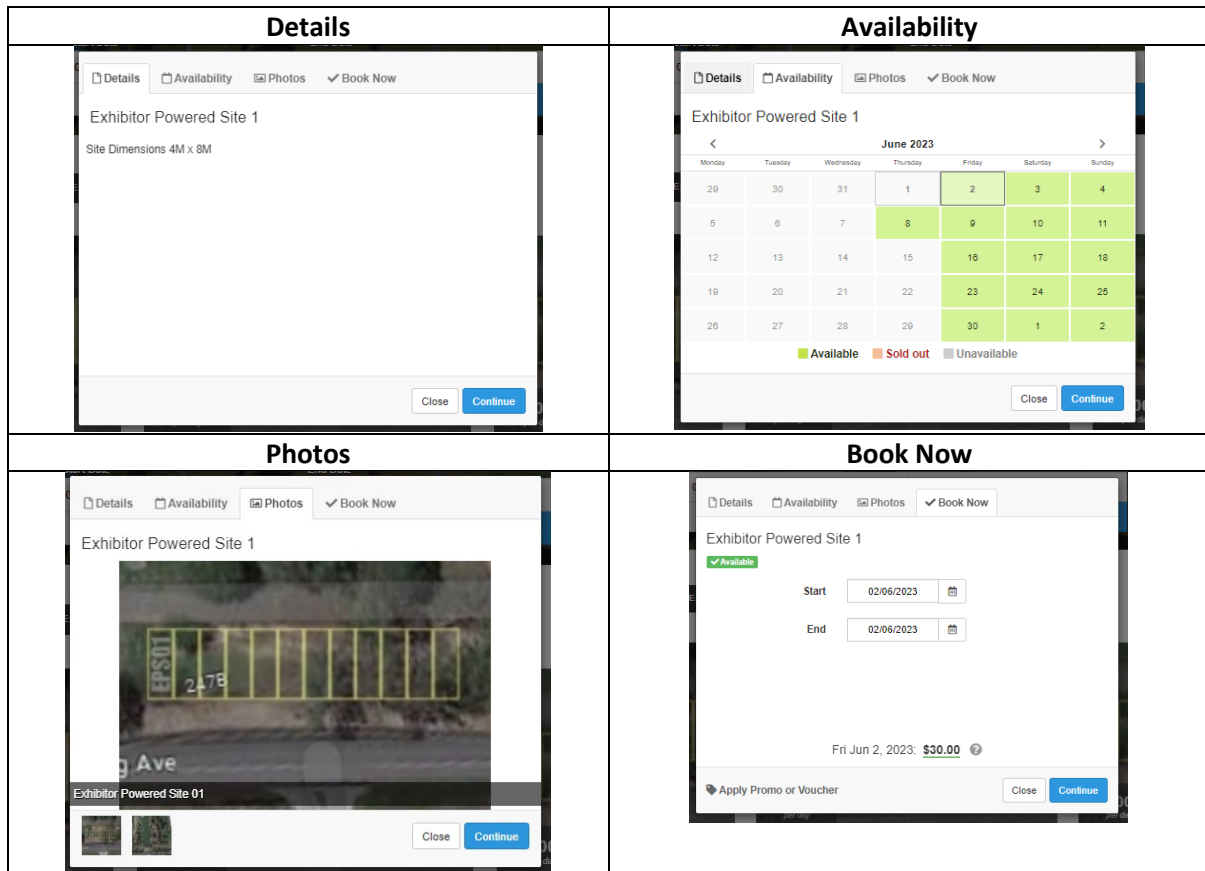 Details
Details Availability Photos Book Now
Exhibitor Powered Site 1
Site Dimensions 4M x 8M
Close Continue
Availability
Details Availability Photos Book Now
Exhibitor Powered Site 1
June 2023
Monday Tuesday Wednesday Thursday Friday Saturday Sunday
29 30 31 1 2 3 4
5 6 7 8 9 10 11
12 13 14 15 16 17 18
19 20 21 22 23 24 25
26 27 28 29 30 1 2
Available Sold out Unavailable
Close Continue
Photos
Details Availability Photos Book Now
Exhibitor Powered Site 1
EPS01
247B
g Ave
Exhibitor Powered Site 01
Close Continue
Book Now
Details Availability Photos Book Now
Exhibitor Powered Site 1
Available
Start 02/06/2023
End 02/06/2023
Fri Jun 2, 2023: $30.00
Apply Promo or Voucher
Close Continue
per day